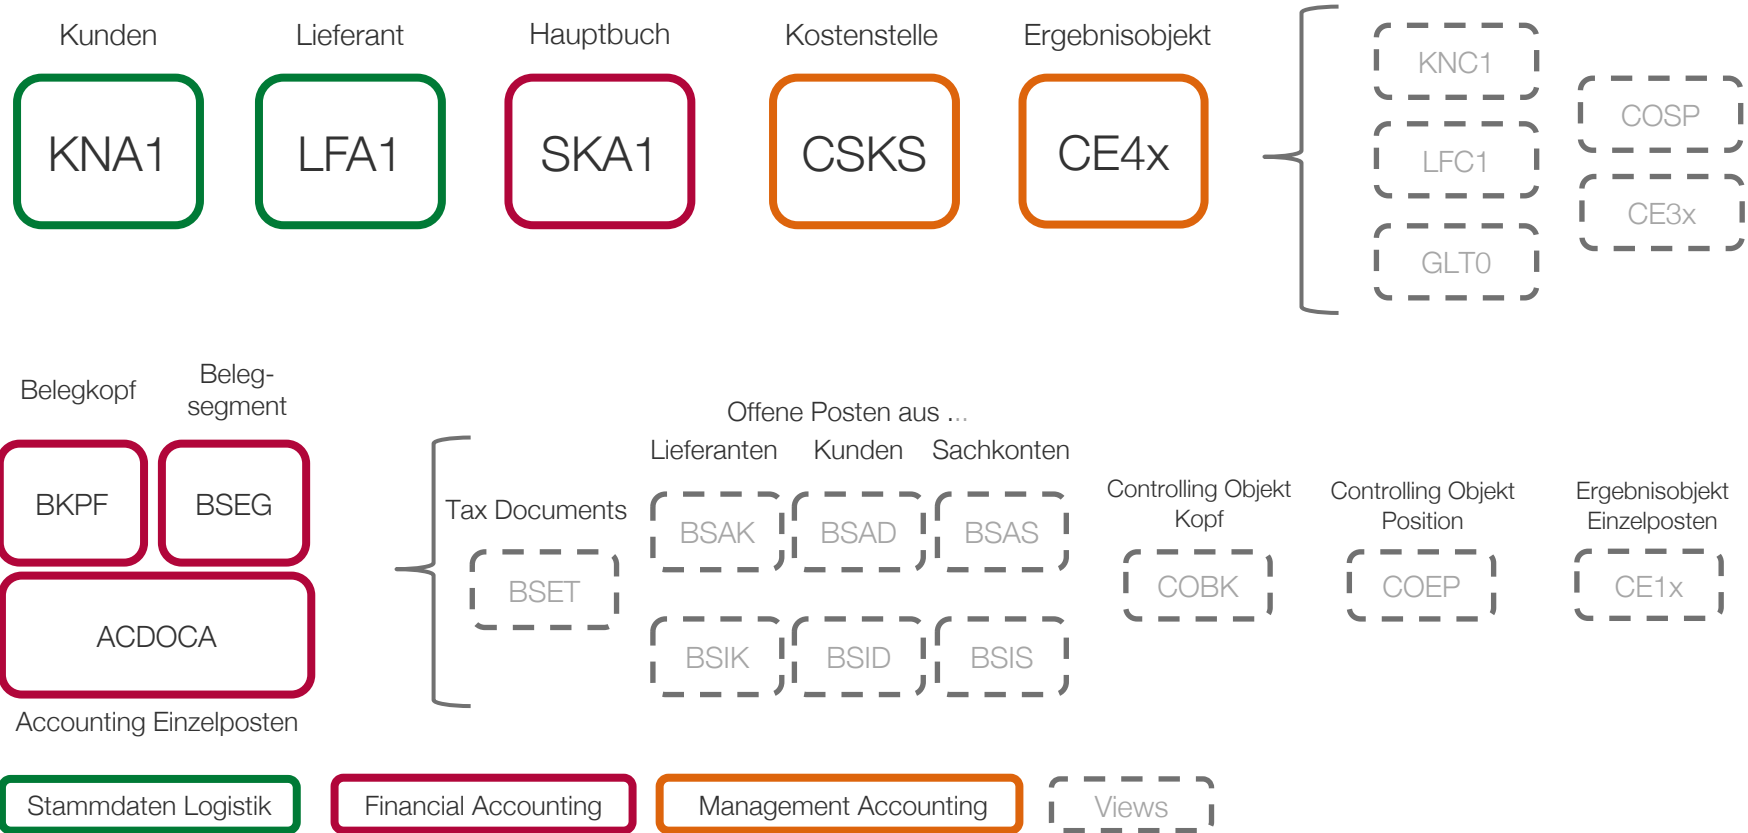 Kunden
Lieferant
Hauptbuch
Kostenstelle
Ergebnisobjekt
KNA1
LFA1
SKA1
CSKS
CE4x
KNC1
LFC1
GLT0
COSP
CE3x
Belegkopf
Beleg-
segment
BKPF
BSEG
ACDOCA
Accounting Einzelposten
Tax Documents
BSET
Offene Posten aus ...
Lieferanten
Kunden
Sachkonten
BSAK
BSAD
BSAS
BSIK
BSID
BSIS
Controlling Objekt
Kopf
COBK
Controlling Objekt
Position
COEP
Ergebnisobjekt
Einzelposten
CE1x
Stammdaten Logistik
Financial Accounting
Management Accounting
Views